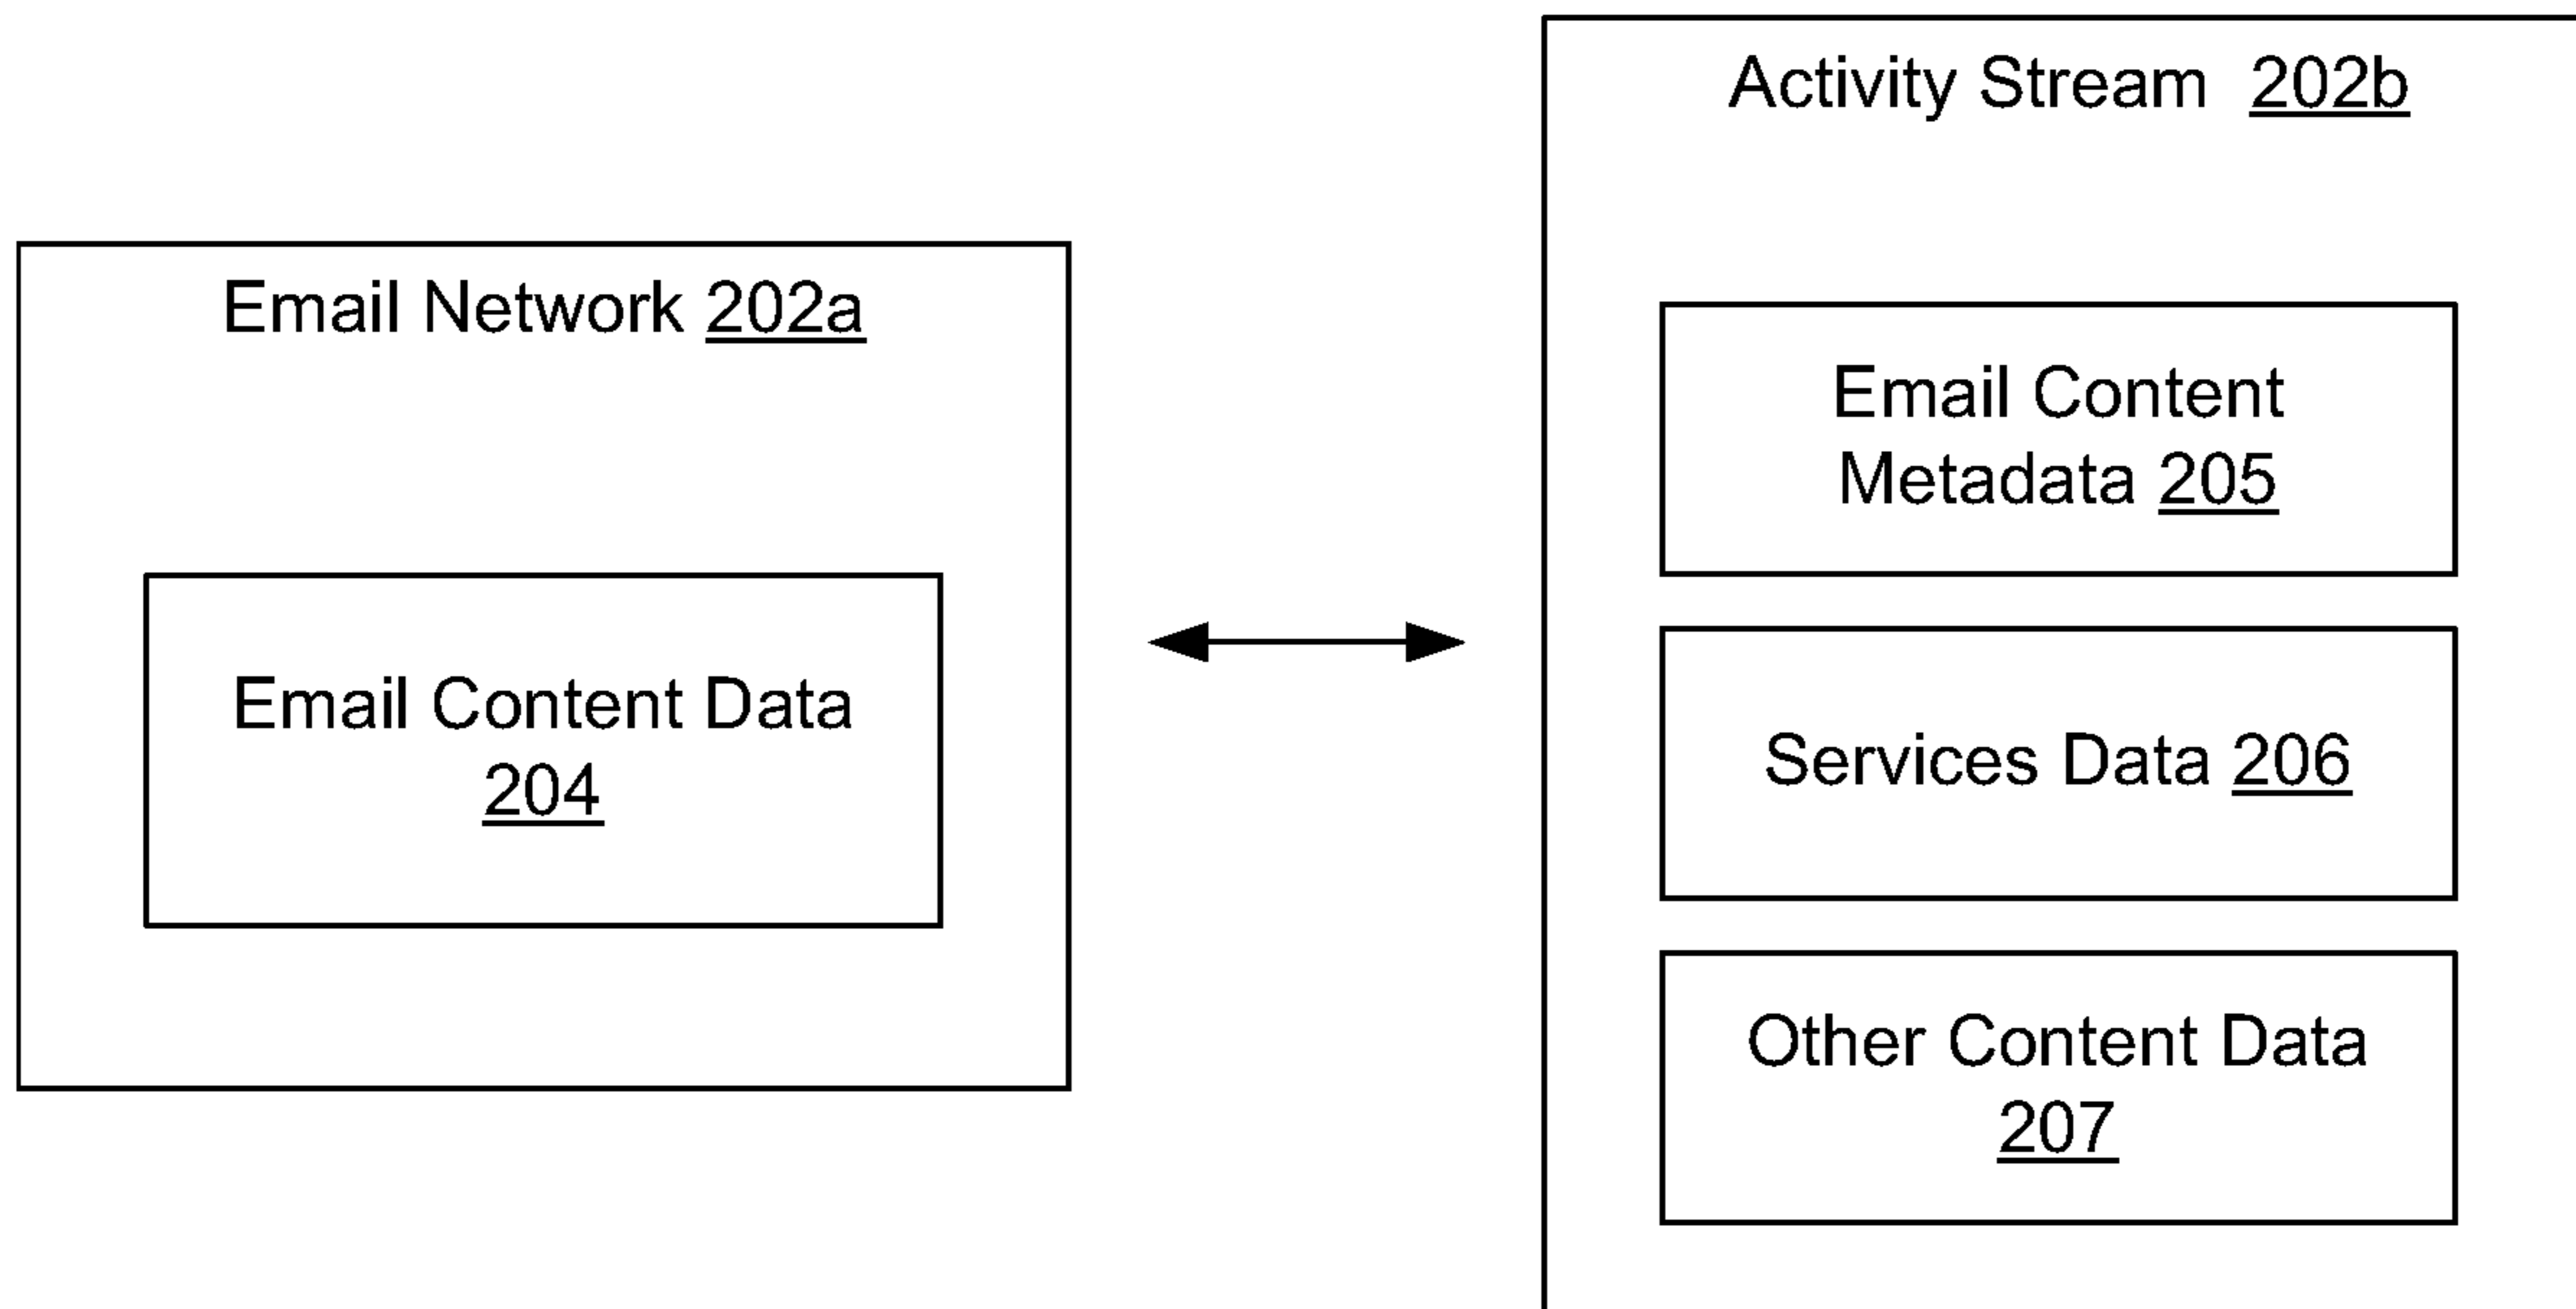 Email Network 202a
Email Content Data
204
Activity Stream 202b
Email Content
Metadata 205
Services Data 206
Other Content Data
207